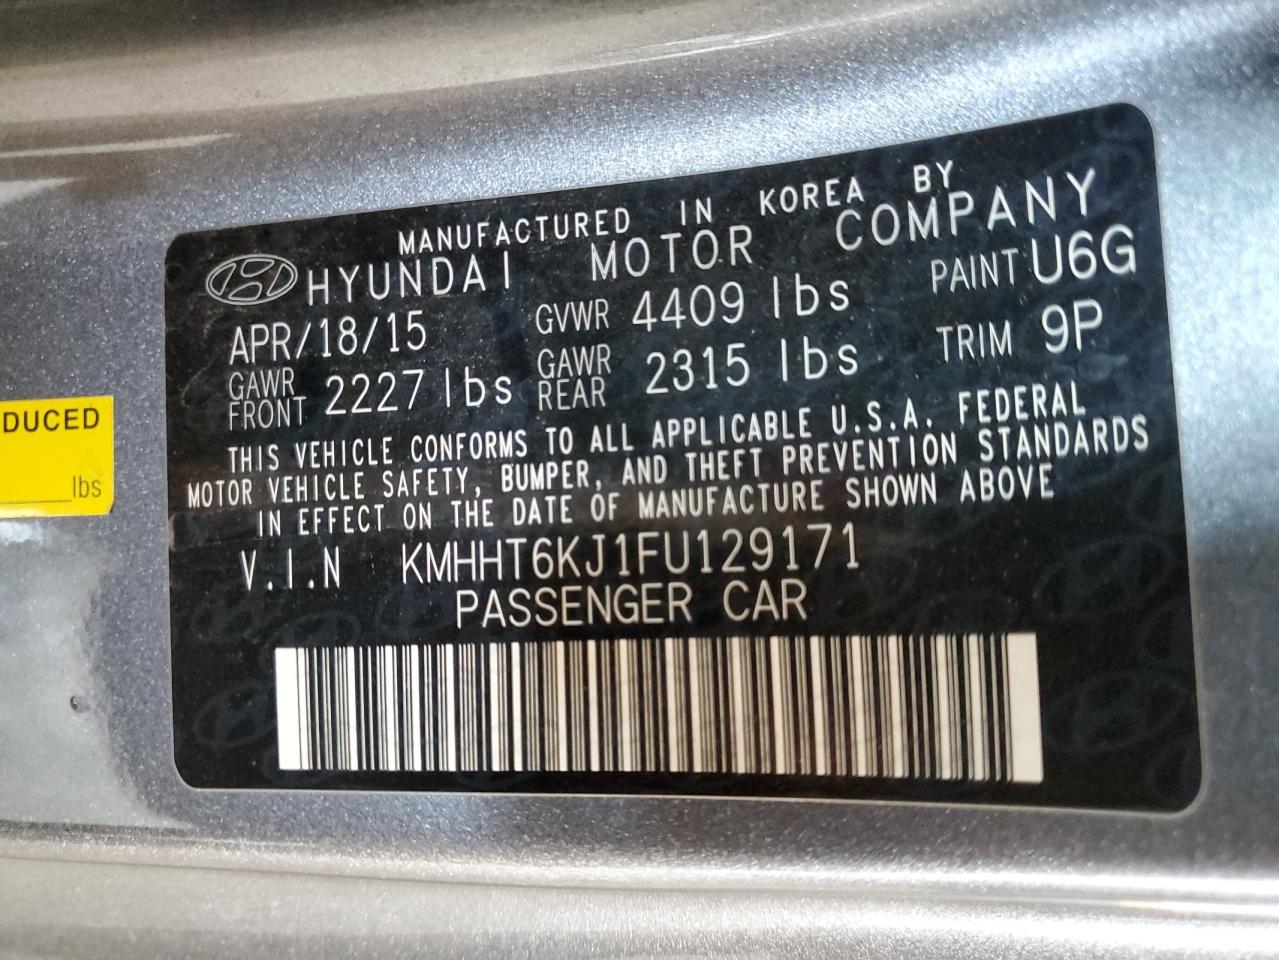 MANUFACTURED IN KOREA BY
HYUNDAI MOTOR COMPANY
APR/18/15 GVWR 4409 lbs PAINT U6G
GAWR FRONT 2227 lbs GAWR REAR 2315 lbs TRIM 9P
THIS VEHICLE CONFORMS TO ALL APPLICABLE U.S.A. FEDERAL
MOTOR VEHICLE SAFETY, BUMPER, AND THEFT PREVENTION STANDARDS
IN EFFECT ON THE DATE OF MANUFACTURE SHOWN ABOVE
V.I.N KMHHT6KJ1FU129171
PASSENGER CAR
DUCED
lbs